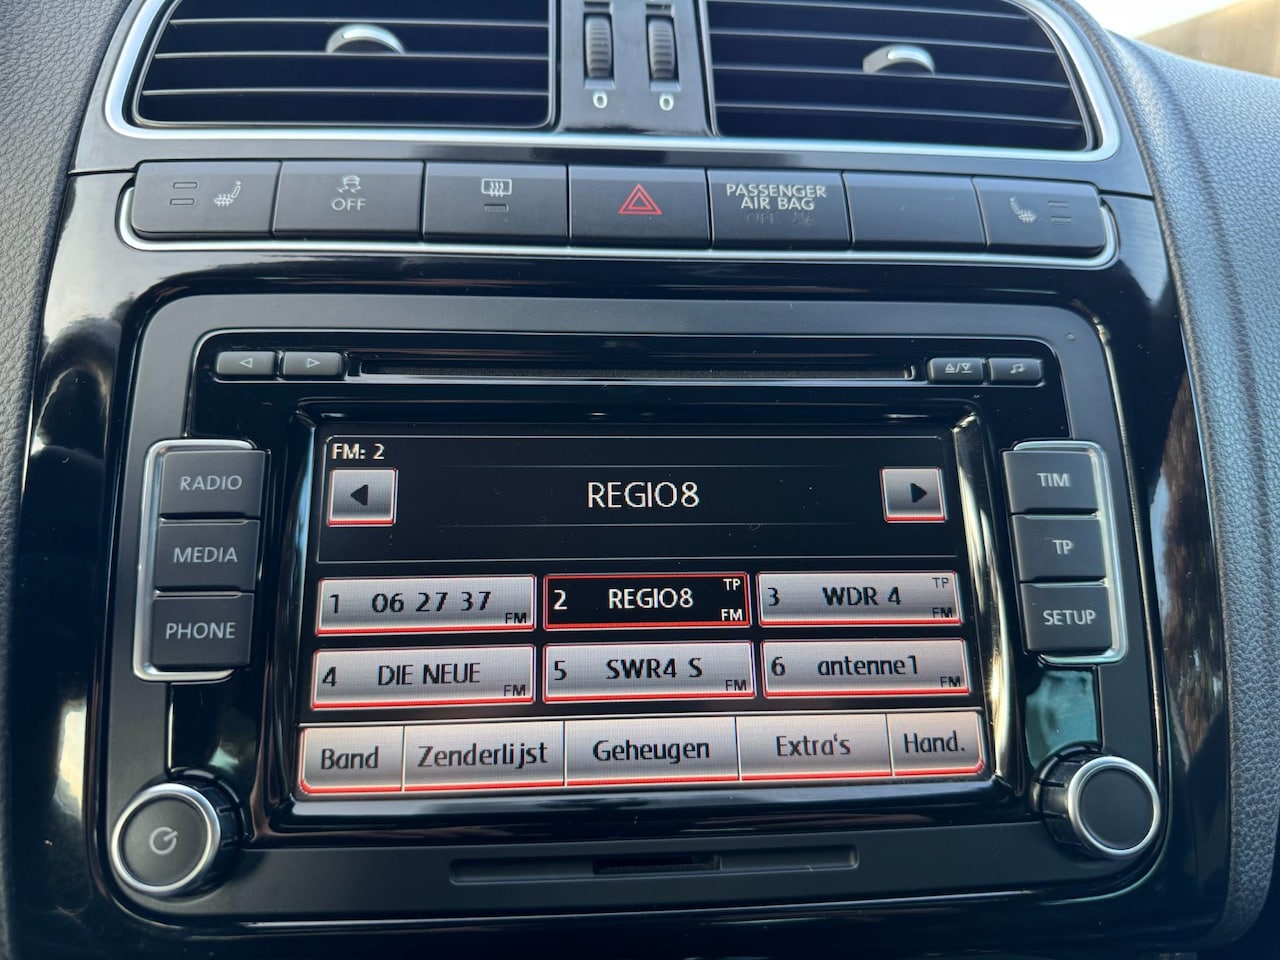 0 0
OFF
PASSENGER
AIR BAG
OFF
RADIO
MEDIA
PHONE
TIM
TP
SETUP
FM: 2
REGIO8
1 06 27 37 FM
2 REGIO8 TP FM
3 WDR 4 TP FM
4 DIE NEUE FM
5 SWR4 S FM
6 antenne1 FM
Band Zenderlijst Geheugen Extra's Hand.